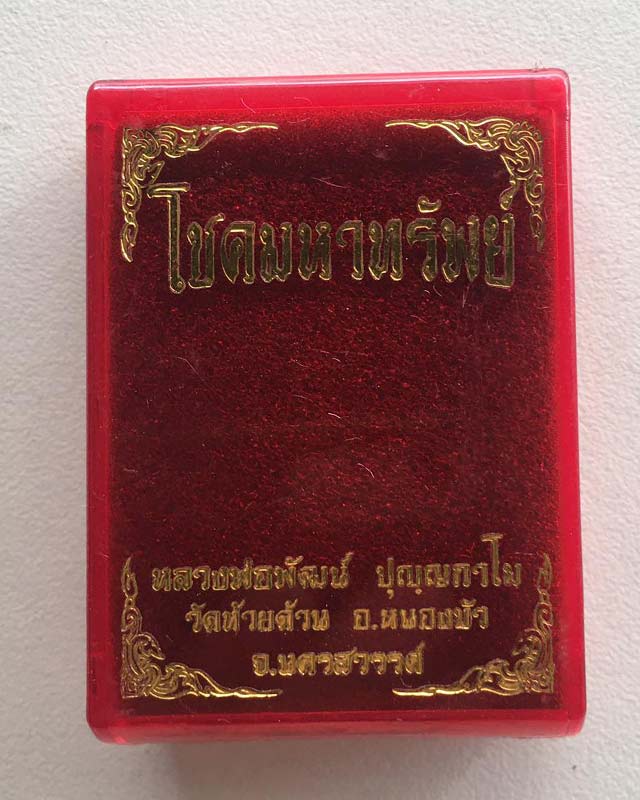 โชคมหาทรัพย์
หลวงพ่อพัฒน์ ปุญฺญกาโม
วัดห้วยด้วน อ.หนองบัว
จ.นครสวรรค์